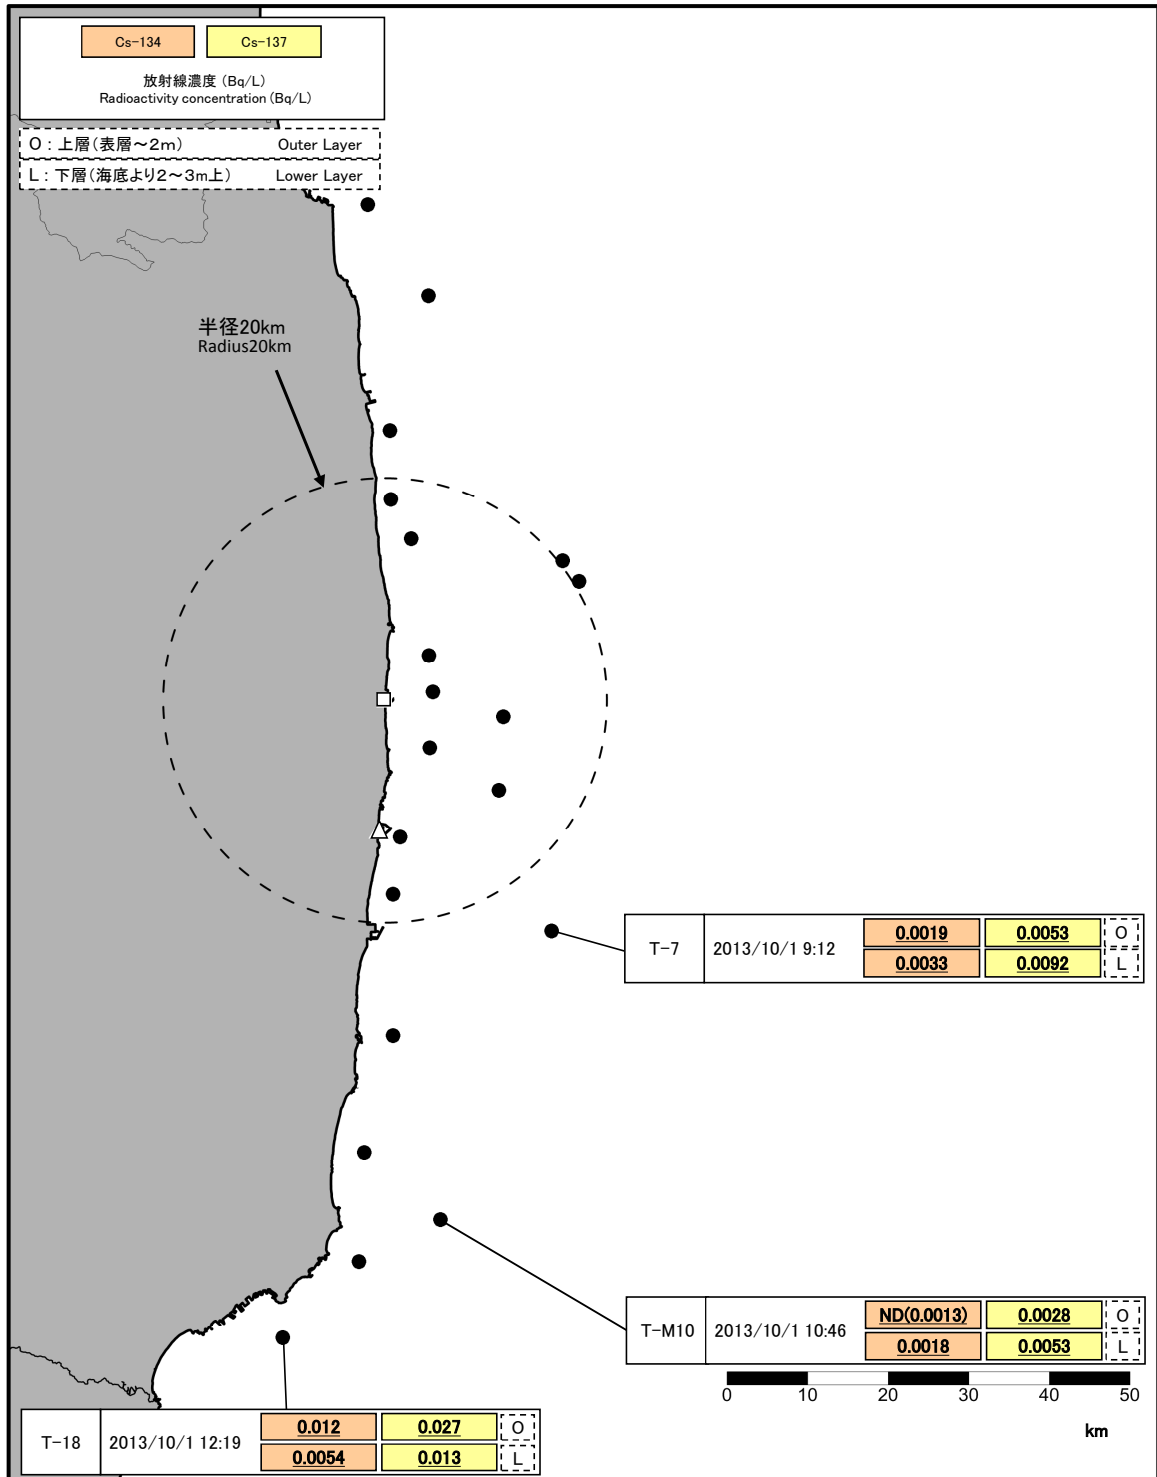 Cs-134 Cs-137
放射線濃度 (Bq/L)
Radioactivity concentration (Bq/L)
O : 上層(表層～2m) Outer Layer
L : 下層(海底より2～3m上) Lower Layer
半径20km
Radius20km
T-7 2013/10/1 9:12
0.0019 0.0053 O
0.0033 0.0092 L
T-M10 2013/10/1 10:46
ND(0.0013) 0.0028 O
0.0018 0.0053 L
0 10 20 30 40 50
km
T-18 2013/10/1 12:19
0.012 0.027 O
0.0054 0.013 L